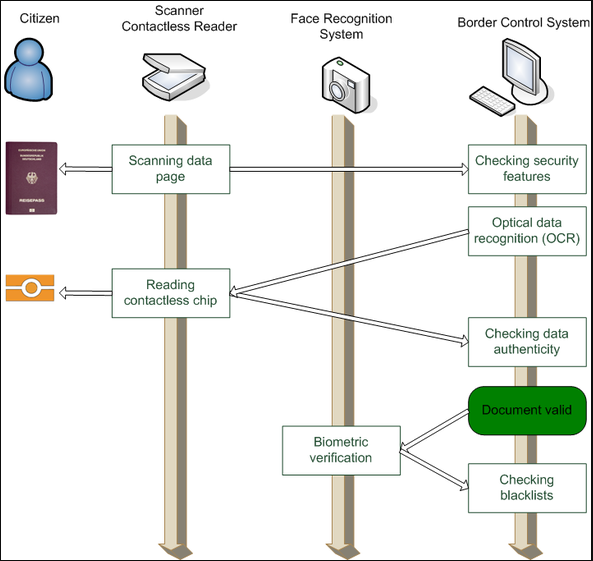 Citizen
Scanner
Contactless Reader
Face Recognition
System
Border Control System
Scanning data
page
Checking security
features
REISEPASS
Optical data
recognition (OCR)
Reading
contactless chip
Checking data
authenticity
Document valid
Biometric
verification
Checking
blacklists